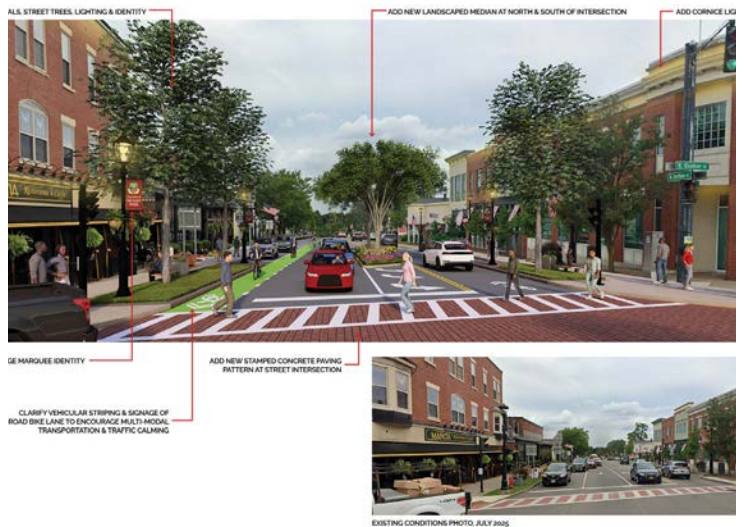 ALS, STREET TREES, LIGHTING & IDENTITY
ADD NEW LANDSCAPED MEDIAN AT NORTH & SOUTH OF INTERSECTION
ADD CORNICE LIG
GE MARQUEE IDENTITY
ADD NEW STAMPED CONCRETE PAVING
PATTERN AT STREET INTERSECTION
CLARIFY VEHICULAR STRIPING & SIGNAGE OF
ROAD BIKE LANE TO ENCOURAGE MULTI-MODAL
TRANSPORTATION & TRAFFIC CALMING
MANOA
EXISTING CONDITIONS PHOTO, JULY 2025